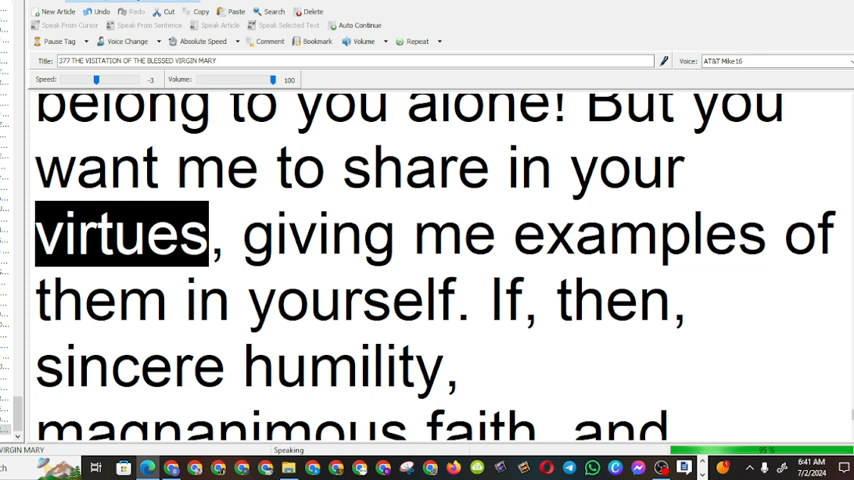 New Article Undo Redo Cut Copy Paste Search Delete
Speak From Cursor Speak From Sentence Speak Article Speak Selected Text Auto Continue
Pause Tag Voice Change Absolute Speed Comment Bookmark Volume Repeat
Title: 377 THE VISITATION OF THE BLESSED VIRGIN MARY Voice: AT&T Mike16
Speed: -3 Volume: 100
belong to you alone! But you
want me to share in your
virtues, giving me examples of
them in yourself. If, then,
sincere humility,
magnanimous faith, and
VIRGIN MARY Speaking 95 %
ch 6:41 AM
7/2/2024